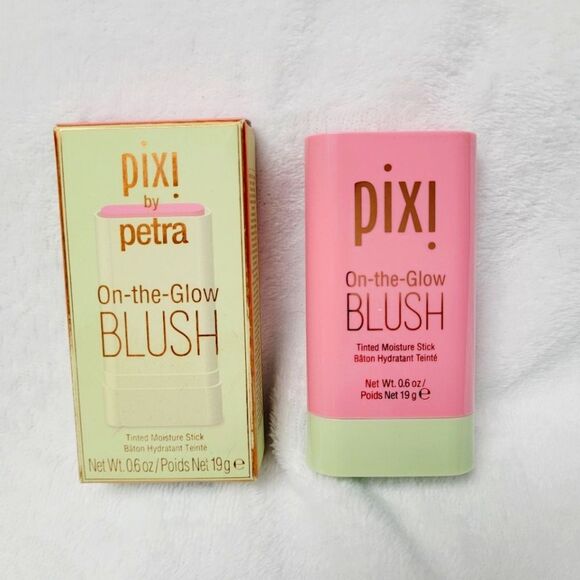 pixi
by
petra
On-the-Glow
BLUSH
Tinted Moisture Stick
Bâton Hydratant Teinté
Net Wt. 0.6 oz/Poids Net 19 g e
pixi
On-the-Glow
BLUSH
Tinted Moisture Stick
Bâton Hydratant Teinté
Net Wt. 0.6 oz/
Poids Net 19 g e